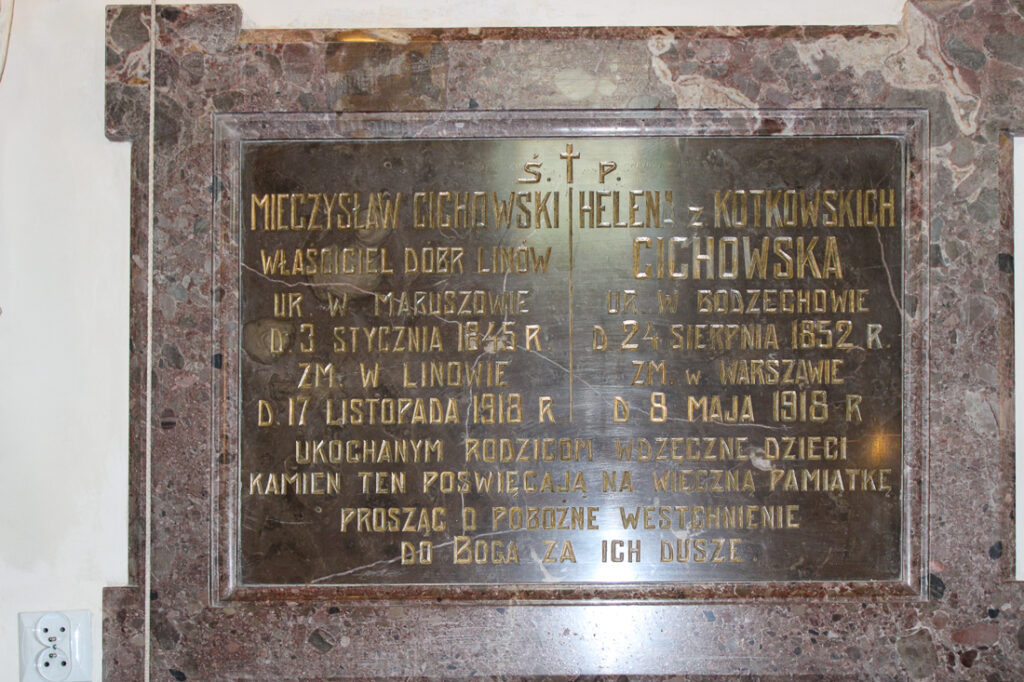 Ś. † P.
MIECZYSŁAW CICHOWSKI
WŁAŚCICIEL DÓBR LINÓW
UR. W MARUSZOWIE
D. 3 STYCZNIA 1845 R.
ZM. W LINOWIE
D. 17 LISTOPADA 1918 R
HELENA z KOTKOWSKICH
CICHOWSKA
UR. W BODZECHOWIE
D. 24 SIERPNIA 1852 R.
ZM. W WARSZAWIE
D 8 MAJA 1918 R
UKOCHANYM RODZICOM WDZĘCZNE DZIECI
KAMIEŃ TEN POŚWIĘCAJĄ NA WIECZNĄ PAMIĄTKĘ
PROSZĄC O POBOŻNE WESTCHNIENIE
DO BOGA ZA ICH DUSZE